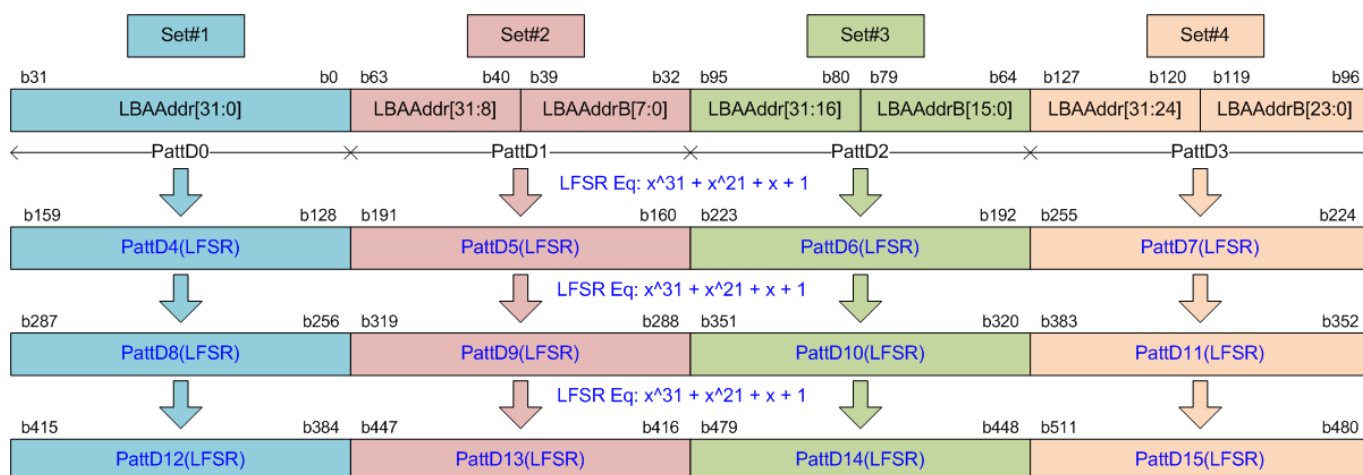 Set#1 Set#2 Set#3 Set#4
b31 b0 b63 b40 b39 b32 b95 b80 b79 b64 b127 b120 b119 b96
LBAAddr[31:0] LBAAddr[31:8] LBAAddrB[7:0] LBAAddr[31:16] LBAAddrB[15:0] LBAAddr[31:24] LBAAddrB[23:0]
PattD0 PattD1 PattD2 PattD3
LFSR Eq: x^31 + x^21 + x + 1
b159 b128 b191 b160 b223 b192 b255 b224
PattD4(LFSR) PattD5(LFSR) PattD6(LFSR) PattD7(LFSR)
LFSR Eq: x^31 + x^21 + x + 1
b287 b256 b319 b288 b351 b320 b383 b352
PattD8(LFSR) PattD9(LFSR) PattD10(LFSR) PattD11(LFSR)
LFSR Eq: x^31 + x^21 + x + 1
b415 b384 b447 b416 b479 b448 b511 b480
PattD12(LFSR) PattD13(LFSR) PattD14(LFSR) PattD15(LFSR)